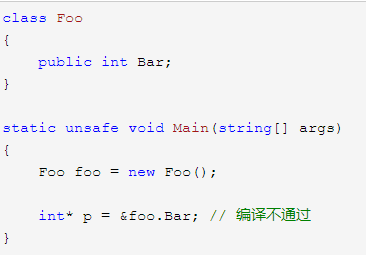 class Foo
{
    public int Bar;
}
static unsafe void Main(string[] args)
{
    Foo foo = new Foo();
    int* p = &foo.Bar; // 编译不通过
}